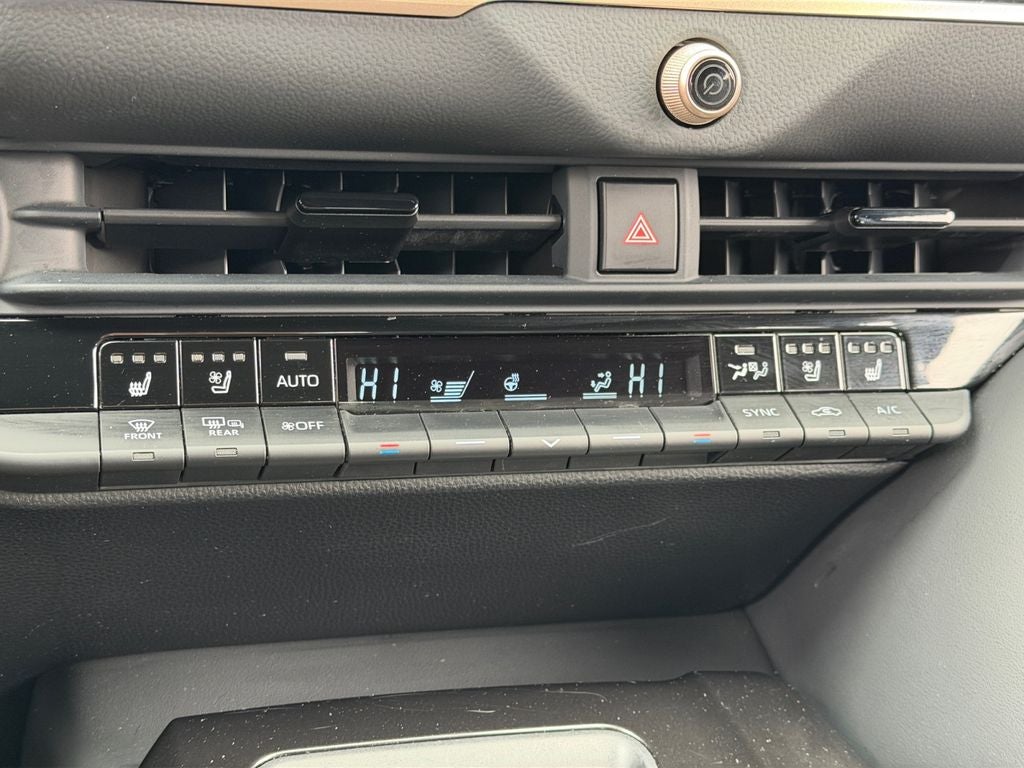 AUTO
HI
HI
FRONT
REAR
OFF
SYNC
A/C